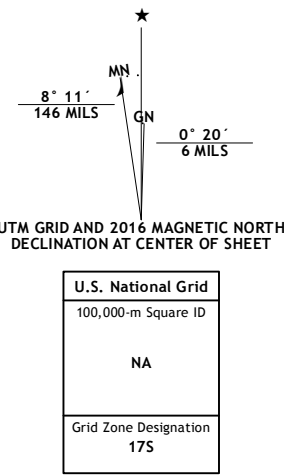 MN
8° 11´
146 MILS
GN
0° 20´
6 MILS
UTM GRID AND 2016 MAGNETIC NORTH
DECLINATION AT CENTER OF SHEET
U.S. National Grid
100,000-m Square ID
NA
Grid Zone Designation
17S